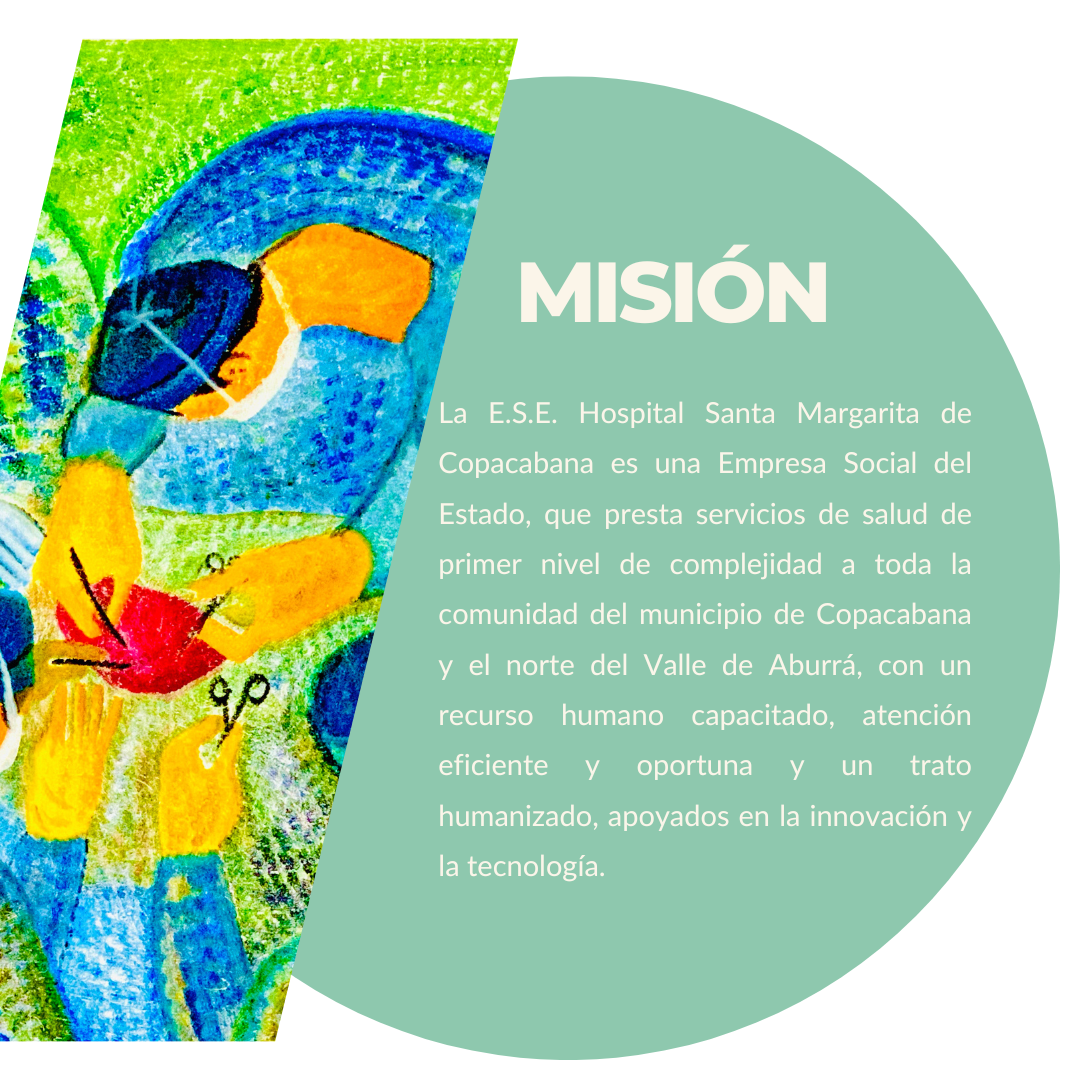 MISIÓN
La E.S.E. Hospital Santa Margarita de
Copacabana es una Empresa Social del
Estado, que presta servicios de salud de
primer nivel de complejidad a toda la
comunidad del municipio de Copacabana
y el norte del Valle de Aburrá, con un
recurso humano capacitado, atención
eficiente y oportuna y un trato
humanizado, apoyados en la innovación y
la tecnología.